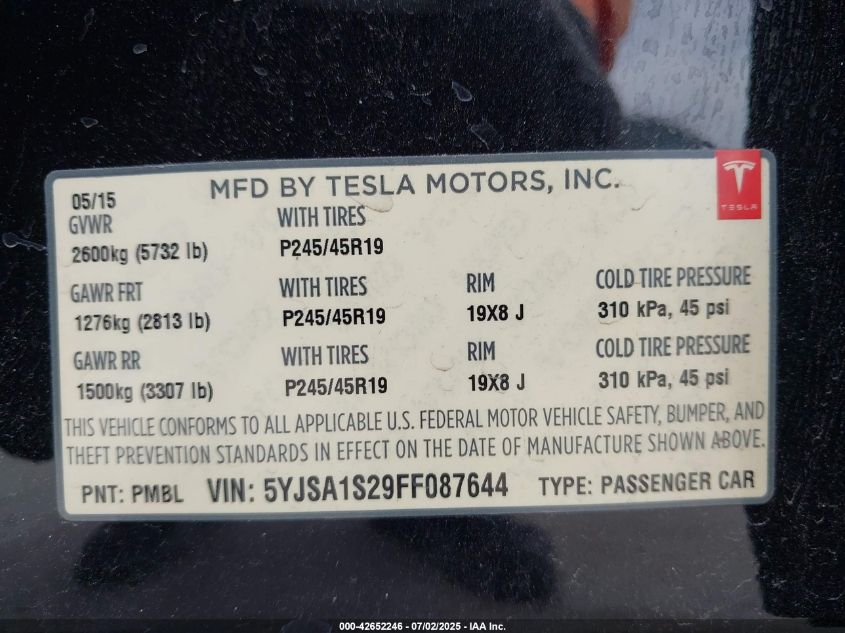 MFD BY TESLA MOTORS, INC.
TESLA
05/15
GVWR WITH TIRES
2600kg (5732 lb) P245/45R19
GAWR FRT WITH TIRES RIM COLD TIRE PRESSURE
1276kg (2813 lb) P245/45R19 19X8 J 310 kPa, 45 psi
GAWR RR WITH TIRES RIM COLD TIRE PRESSURE
1500kg (3307 lb) P245/45R19 19X8 J 310 kPa, 45 psi
THIS VEHICLE CONFORMS TO ALL APPLICABLE U.S. FEDERAL MOTOR VEHICLE SAFETY, BUMPER, AND
THEFT PREVENTION STANDARDS IN EFFECT ON THE DATE OF MANUFACTURE SHOWN ABOVE.
PNT: PMBL VIN: 5YJSA1S29FF087644 TYPE: PASSENGER CAR
000-42652246 - 07/02/2025 - IAA Inc.